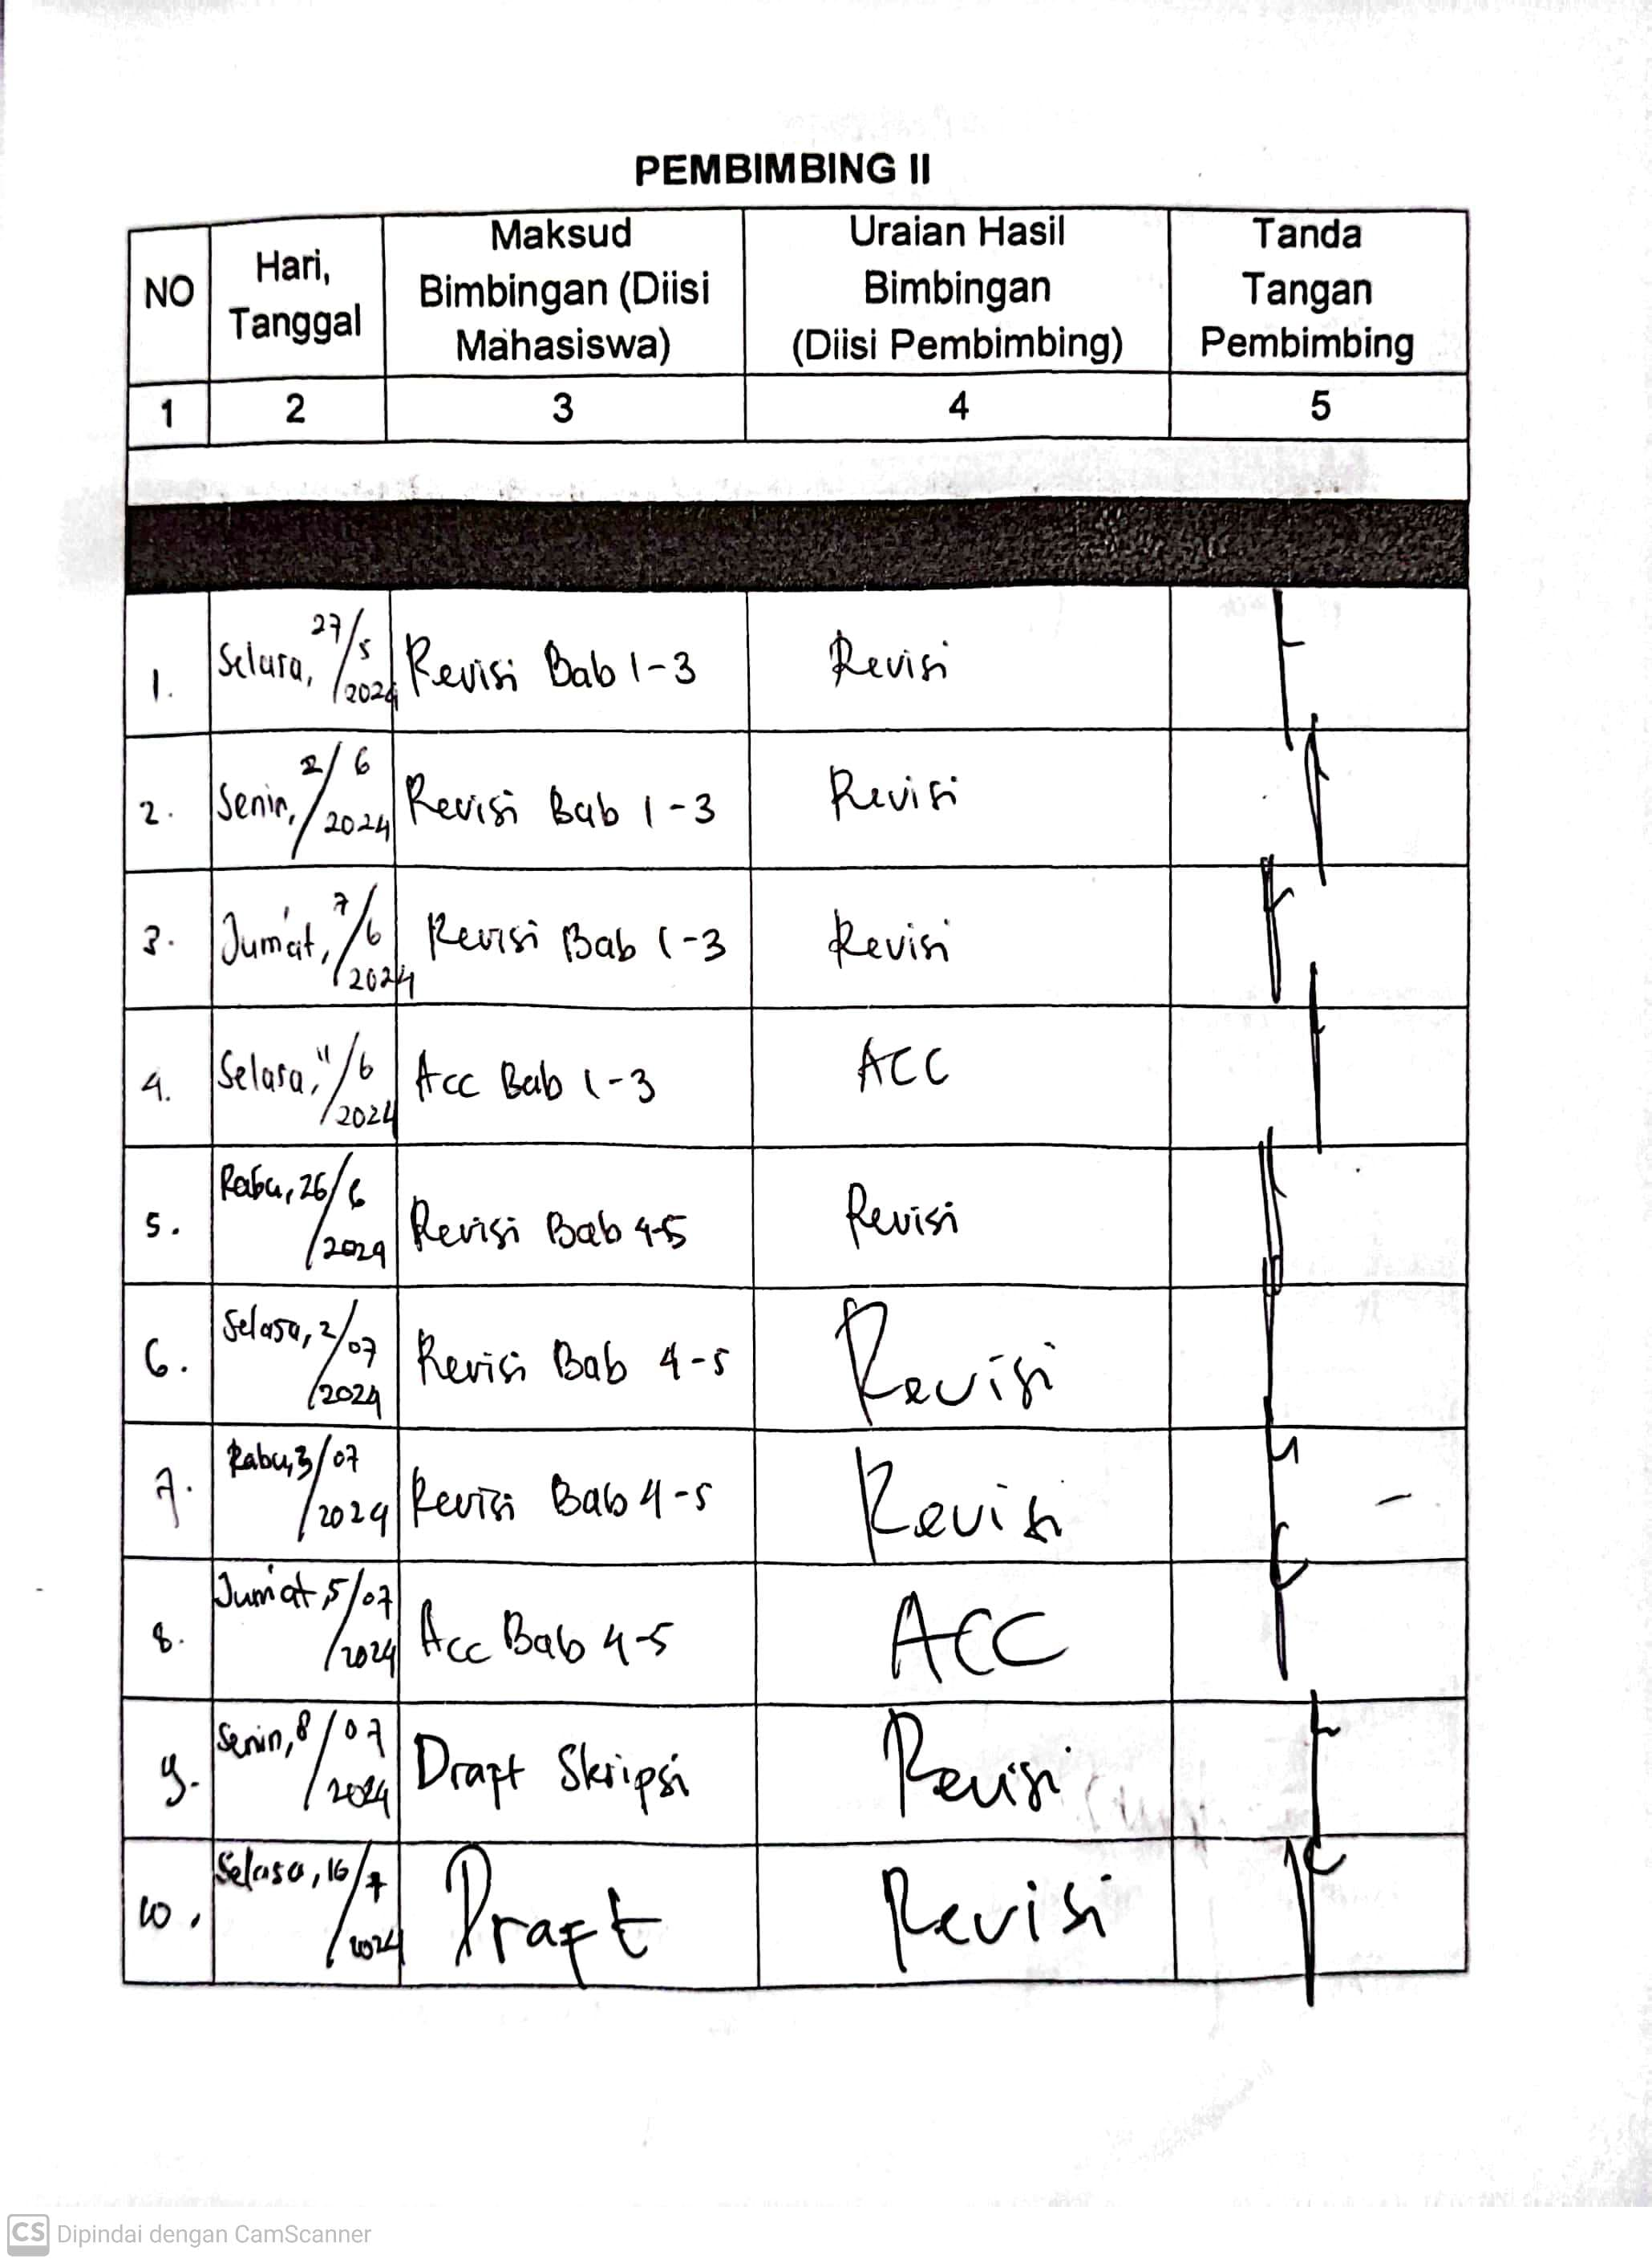 PEMBIMBING II
NO
Hari,
Tanggal
Maksud
Bimbingan (Diisi
Mahasiswa)
Uraian Hasil
Bimbingan
(Diisi Pembimbing)
Tanda
Tangan
Pembimbing
1 2 3 4 5
1. Selasa, 27/5 2024 Revisi Bab 1-3 Revisi
2. Senin, 2/6 2024 Revisi Bab 1-3 Revisi
3. Jum'at, 7/6 2024 Revisi Bab 1-3 Revisi
4. Selasa, 11/6 2024 Acc Bab 1-3 ACC
5. Rabu, 26/6 2024 Revisi Bab 4-5 Revisi
6. Selasa, 2/07 2024 Revisi Bab 4-5 Revisi
7. Rabu, 3/07 2024 Revisi Bab 4-5 Revisi
8. Jum'at, 5/07 2024 Acc Bab 4-5 ACC
9. Senin, 8/07 2024 Draft Skripsi Revisi
10. Selasa, 16/7 2024 Draft Revisi
CS Dipindai dengan CamScanner